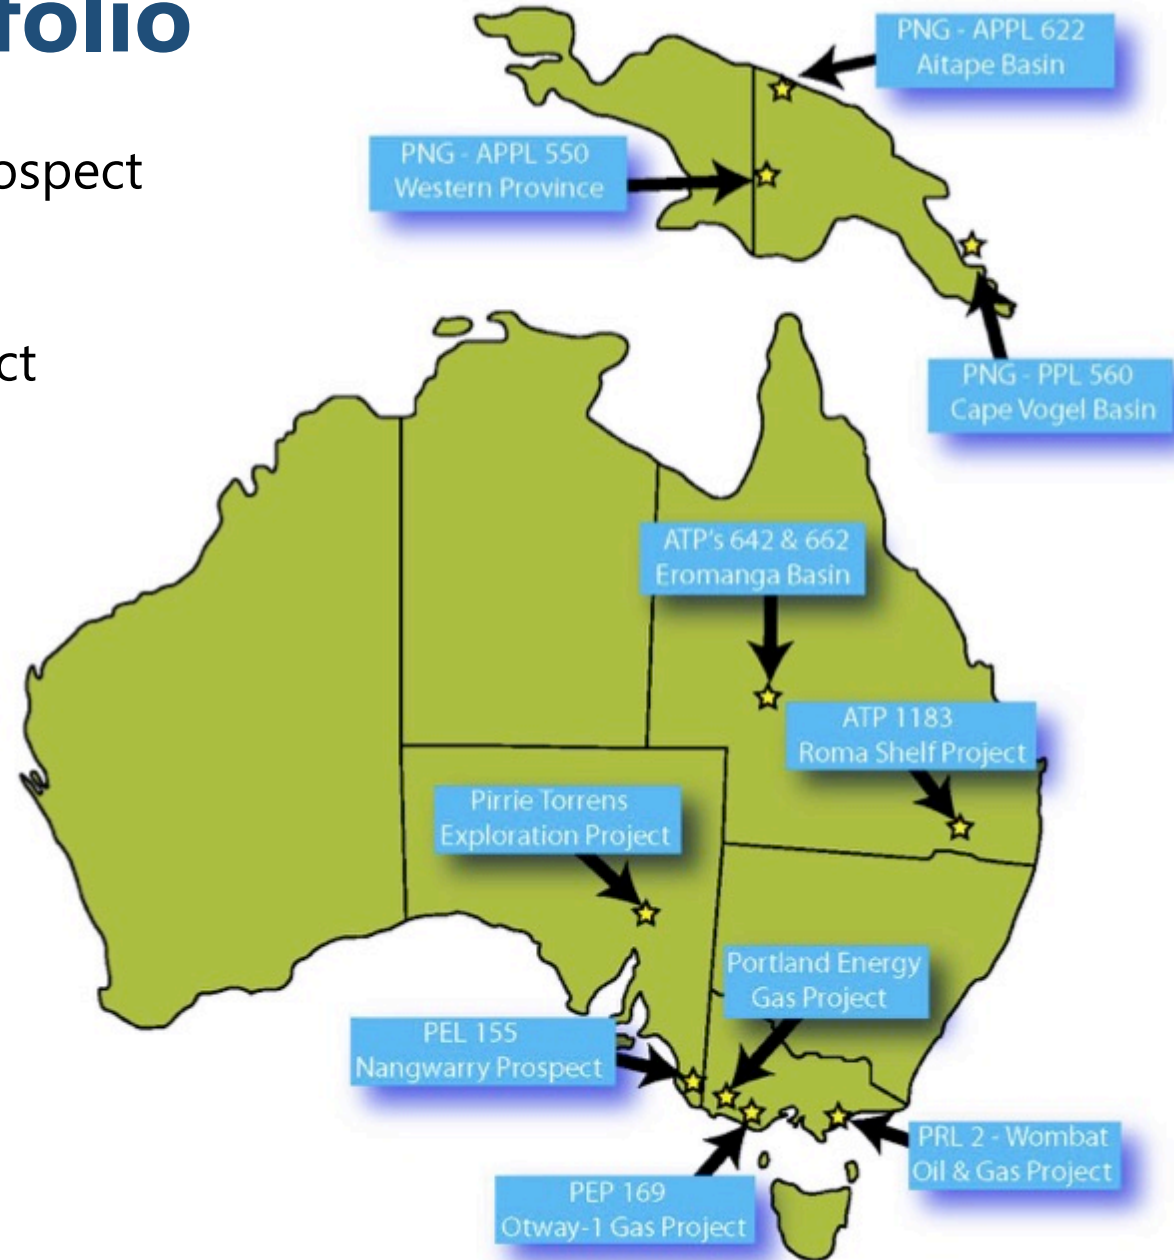 folio
ospect
ct
PNG - APPL 622
Aitape Basin
PNG - APPL 550
Western Province
PNG - PPL 560
Cape Vogel Basin
ATP's 642 & 662
Eromanga Basin
ATP 1183
Roma Shelf Project
Pirrie Torrens
Exploration Project
Portland Energy
Gas Project
PEL 155
Nangwarry Prospect
PRL 2 - Wombat
Oil & Gas Project
PEP 169
Otway-1 Gas Project